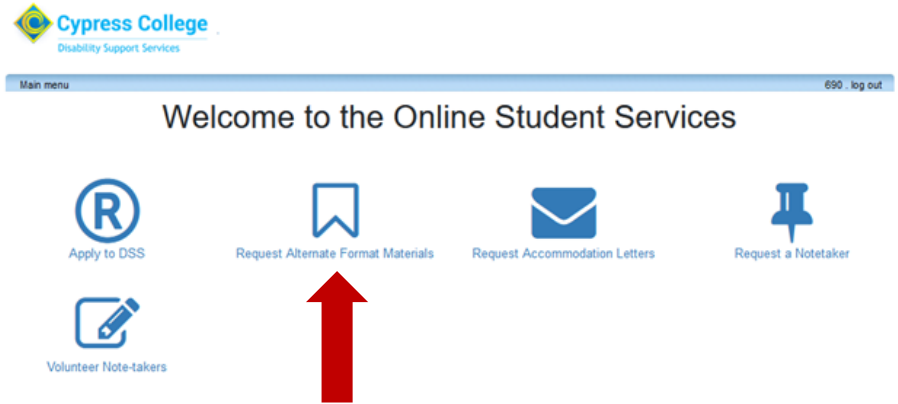 Cypress College
Disability Support Services
Main menu
690 . log out
Welcome to the Online Student Services
R
Apply to DSS
Request Alternate Format Materials
Request Accommodation Letters
Request a Notetaker
Volunteer Note-takers